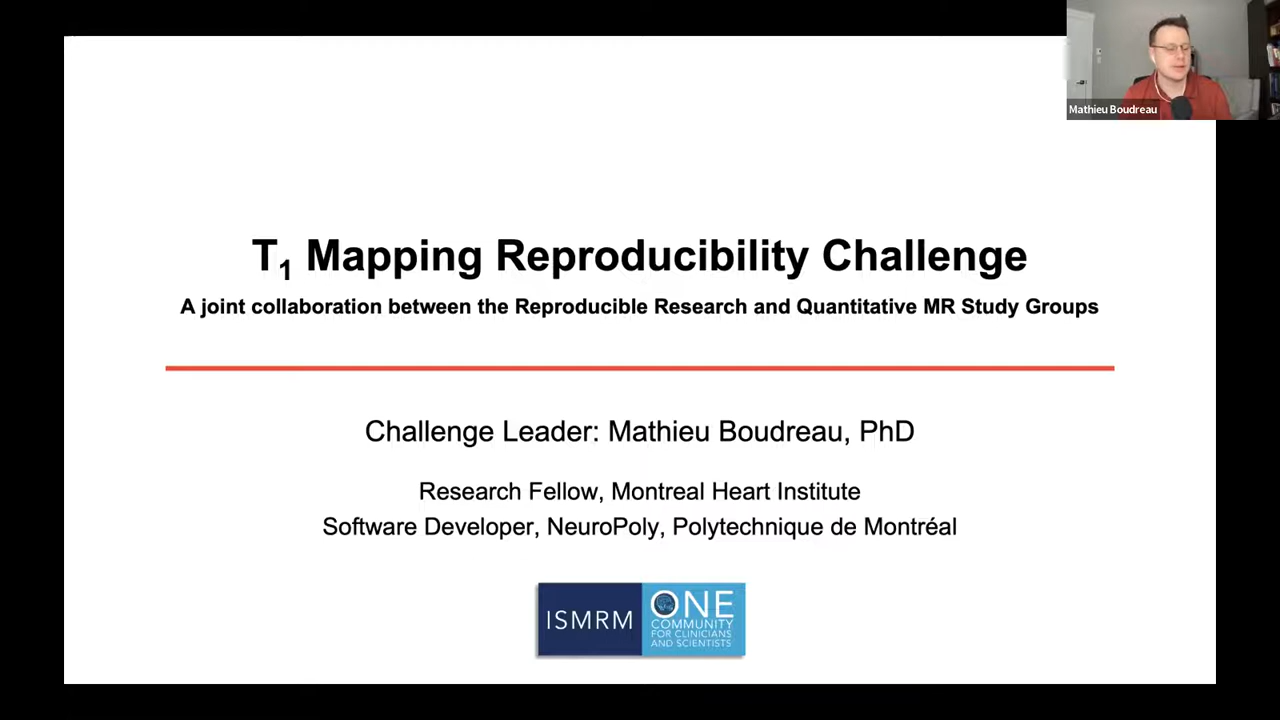 Mathieu Boudreau
T1 Mapping Reproducibility Challenge
A joint collaboration between the Reproducible Research and Quantitative MR Study Groups
Challenge Leader: Mathieu Boudreau, PhD
Research Fellow, Montreal Heart Institute
Software Developer, NeuroPoly, Polytechnique de Montréal
ISMRM
ONE
COMMUNITY
FOR CLINICIANS
AND SCIENTISTS